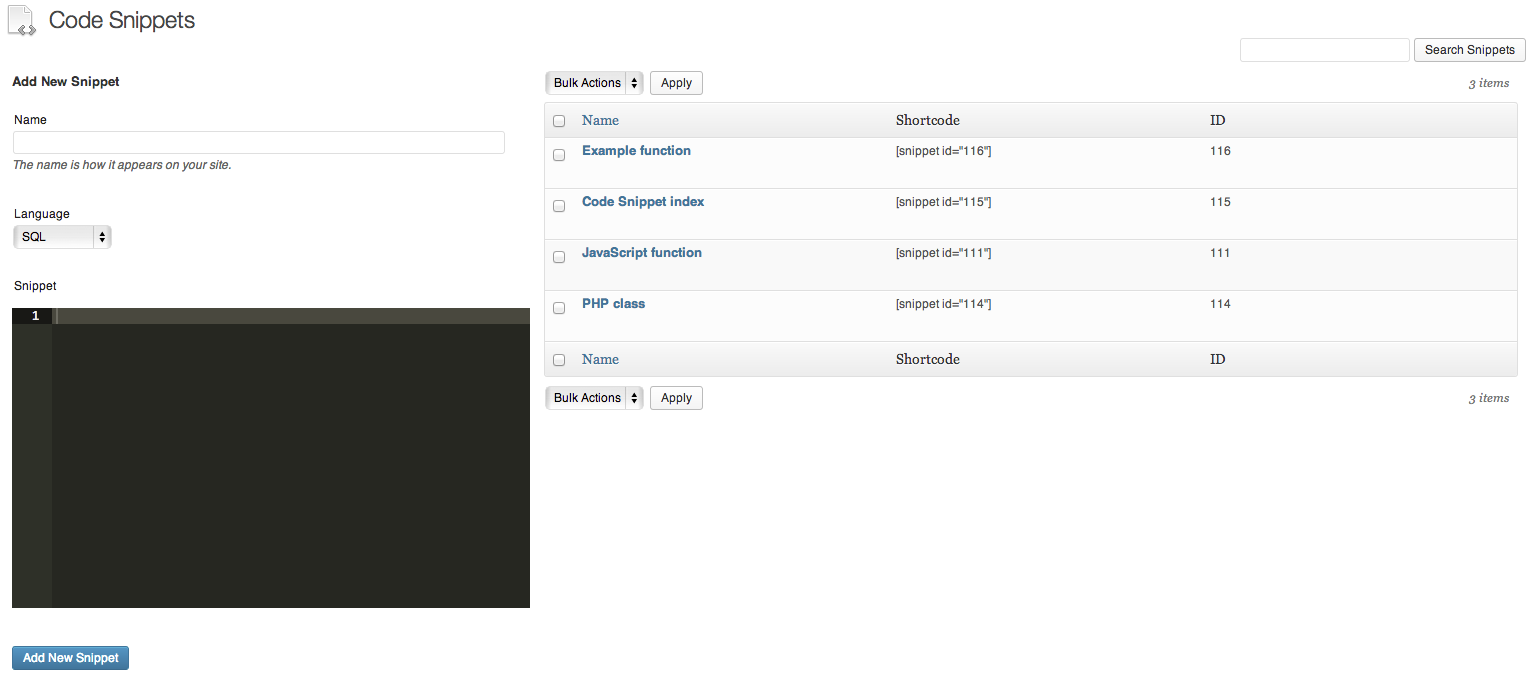 Code Snippets
Search Snippets
Add New Snippet
Name
The name is how it appears on your site.
Language
SQL
Snippet
1
Add New Snippet
Bulk Actions Apply 3 items
Name Shortcode ID
Example function [snippet id="116"] 116
Code Snippet index [snippet id="115"] 115
JavaScript function [snippet id="111"] 111
PHP class [snippet id="114"] 114
Name Shortcode ID
Bulk Actions Apply 3 items